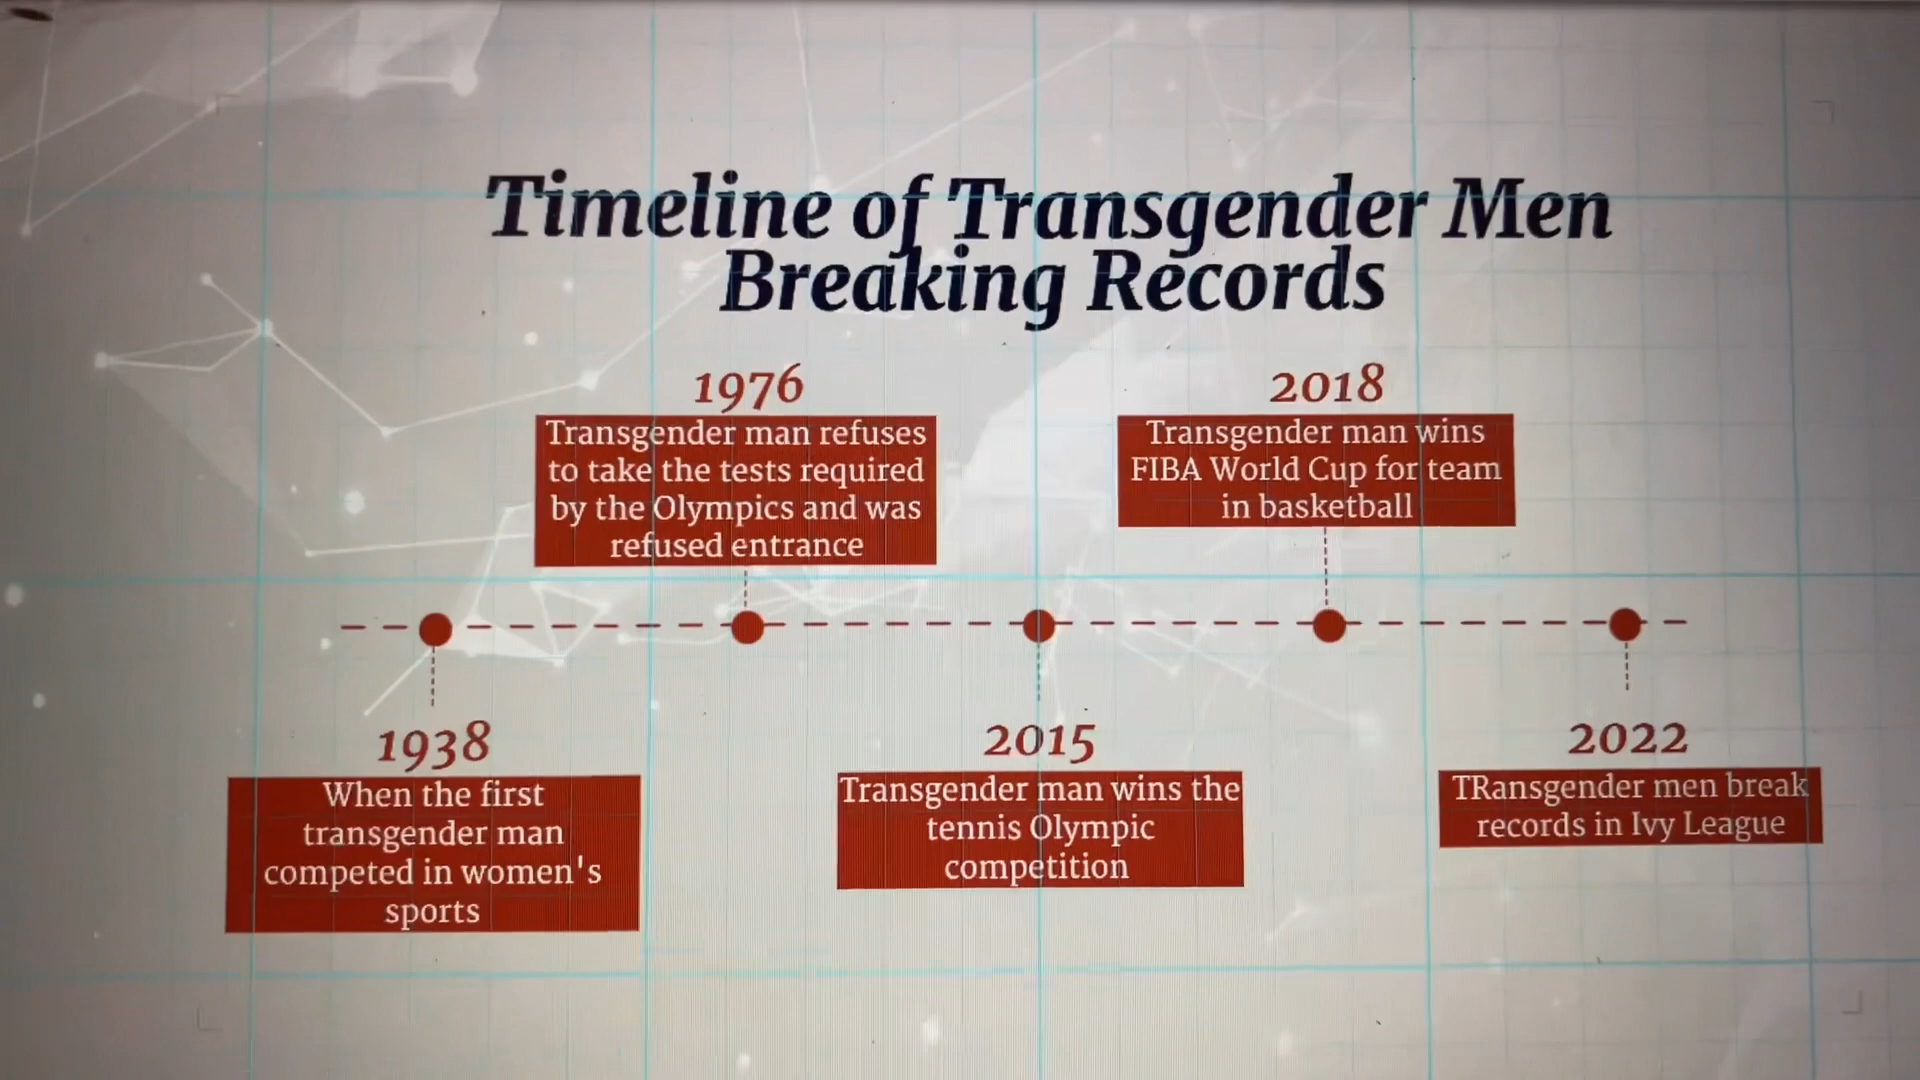 Timeline of Transgender Men
Breaking Records
1938
When the first
transgender man
competed in women's
sports
1976
Transgender man refuses
to take the tests required
by the Olympics and was
refused entrance
2015
Transgender man wins the
tennis Olympic
competition
2018
Transgender man wins
FIBA World Cup for team
in basketball
2022
TRansgender men break
records in Ivy League